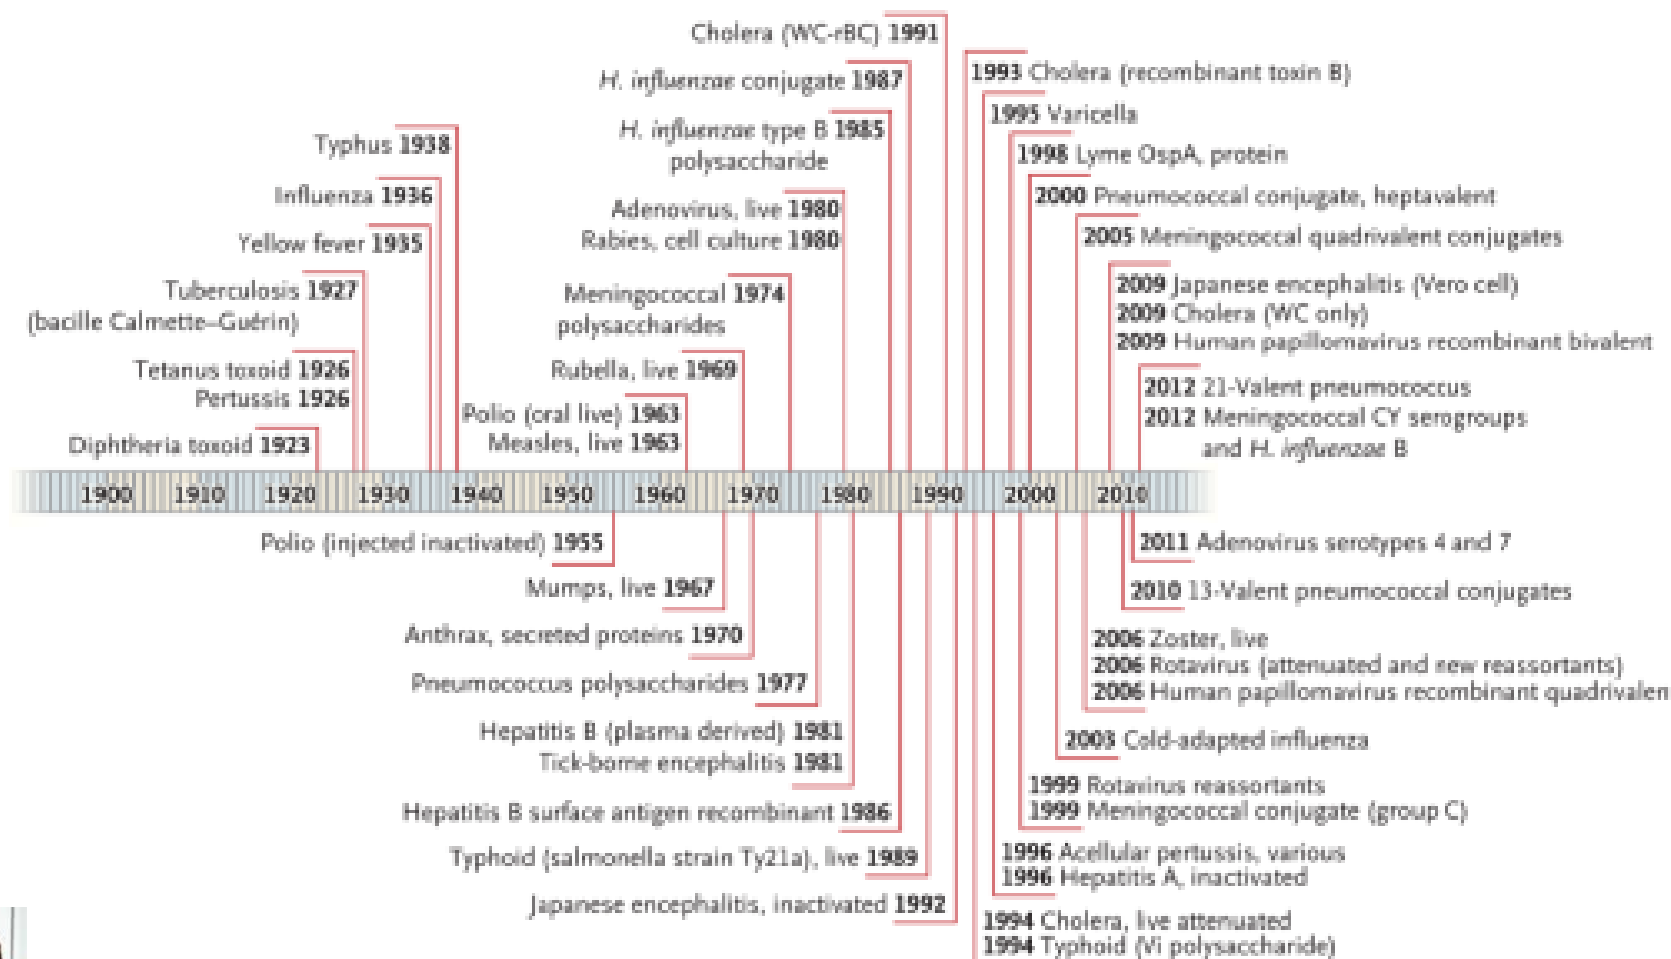 Cholera (WC-rBC) 1991
H. influenzae conjugate 1987
H. influenzae type B 1985
polysaccharide
Typhus 1938
Influenza 1936
Adenovirus, live 1980
Rabies, cell culture 1980
Yellow fever 1935
Tuberculosis 1927
(bacille Calmette–Guérin)
Meningococcal 1974
polysaccharides
Tetanus toxoid 1926
Pertussis 1926
Rubella, live 1969
Polio (oral live) 1963
Measles, live 1963
Diphtheria toxoid 1923
1993 Cholera (recombinant toxin B)
1995 Varicella
1998 Lyme OspA, protein
2000 Pneumococcal conjugate, heptavalent
2005 Meningococcal quadrivalent conjugates
2009 Japanese encephalitis (Vero cell)
2009 Cholera (WC only)
2009 Human papillomavirus recombinant bivalent
2012 21-Valent pneumococcus
2012 Meningococcal CY serogroups
and H. influenzae B
1900 1910 1920 1930 1940 1950 1960 1970 1980 1990 2000 2010
Polio (injected inactivated) 1955
Mumps, live 1967
Anthrax, secreted proteins 1970
Pneumococcus polysaccharides 1977
Hepatitis B (plasma derived) 1981
Tick-borne encephalitis 1981
Hepatitis B surface antigen recombinant 1986
Typhoid (salmonella strain Ty21a), live 1989
Japanese encephalitis, inactivated 1992
2011 Adenovirus serotypes 4 and 7
2010 13-Valent pneumococcal conjugates
2006 Zoster, live
2006 Rotavirus (attenuated and new reassortants)
2006 Human papillomavirus recombinant quadrivalen
2003 Cold-adapted influenza
1999 Rotavirus reassortants
1999 Meningococcal conjugate (group C)
1996 Acellular pertussis, various
1996 Hepatitis A, inactivated
1994 Cholera, live attenuated
1994 Typhoid (Vi polysaccharide)